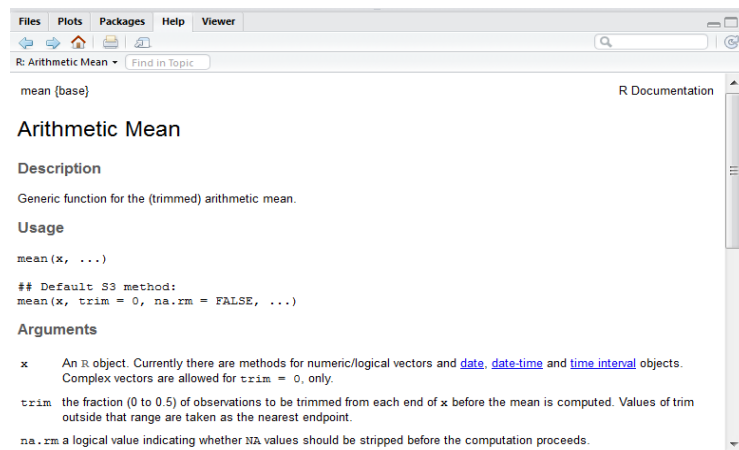 Files Plots Packages Help Viewer
R: Arithmetic Mean Find in Topic
mean {base} R Documentation
Arithmetic Mean
Description
Generic function for the (trimmed) arithmetic mean.
Usage
mean(x, ...)
## Default S3 method:
mean(x, trim = 0, na.rm = FALSE, ...)
Arguments
x An R object. Currently there are methods for numeric/logical vectors and date, date-time and time interval objects.
Complex vectors are allowed for trim = 0, only.
trim the fraction (0 to 0.5) of observations to be trimmed from each end of x before the mean is computed. Values of trim
outside that range are taken as the nearest endpoint.
na.rm a logical value indicating whether NA values should be stripped before the computation proceeds.